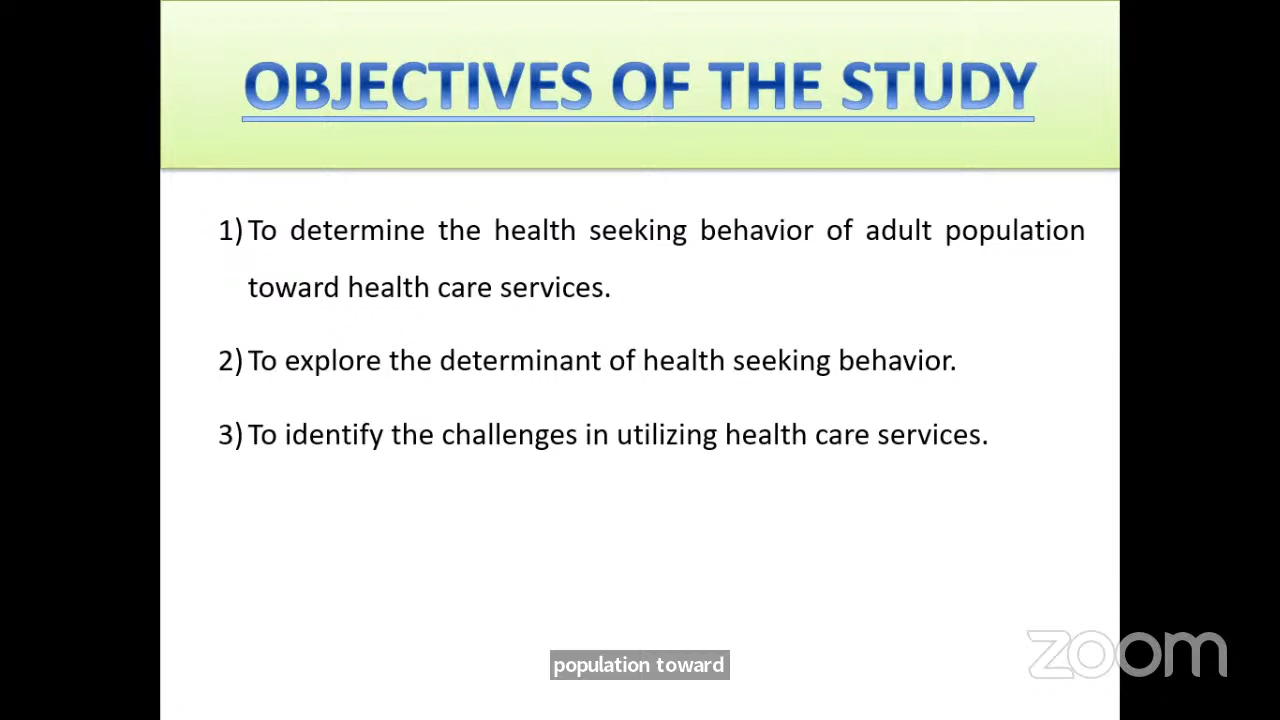 OBJECTIVES OF THE STUDY
1) To determine the health seeking behavior of adult population
toward health care services.
2) To explore the determinant of health seeking behavior.
3) To identify the challenges in utilizing health care services.
population toward
zoom